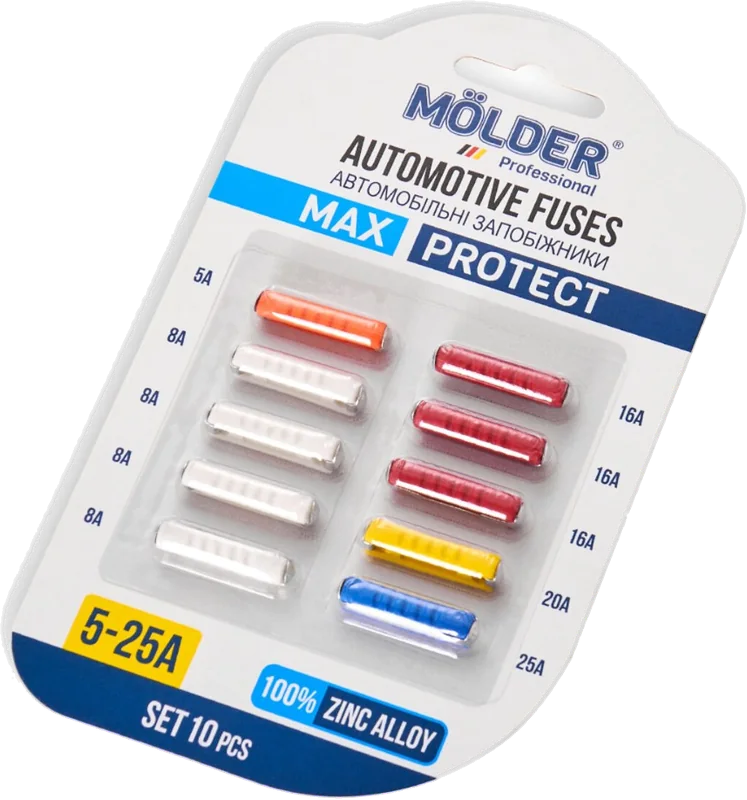 MÖLDER®
Professional
AUTOMOTIVE FUSES
АВТОМОБІЛЬНІ ЗАПОБІЖНИКИ
MAX PROTECT
5A
8A
8A
8A
8A
16A
16A
16A
20A
25A
5-25A
100% ZINC ALLOY
SET 10 PCS